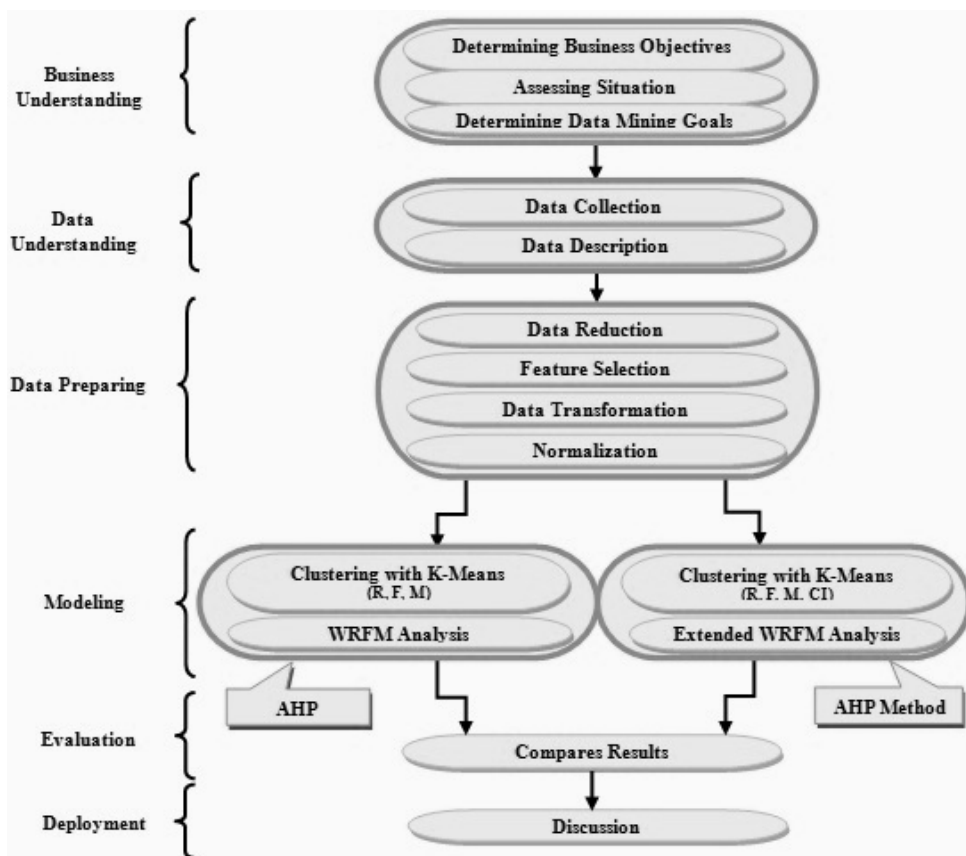 Business
Understanding
Determining Business Objectives
Assessing Situation
Determining Data Mining Goals
Data
Understanding
Data Collection
Data Description
Data Preparing
Data Reduction
Feature Selection
Data Transformation
Normalization
Modeling
Clustering with K-Means
(R, F, M)
WRFM Analysis
AHP
Clustering with K-Means
(R, F, M, CI)
Extended WRFM Analysis
AHP Method
Evaluation
Compares Results
Deployment
Discussion